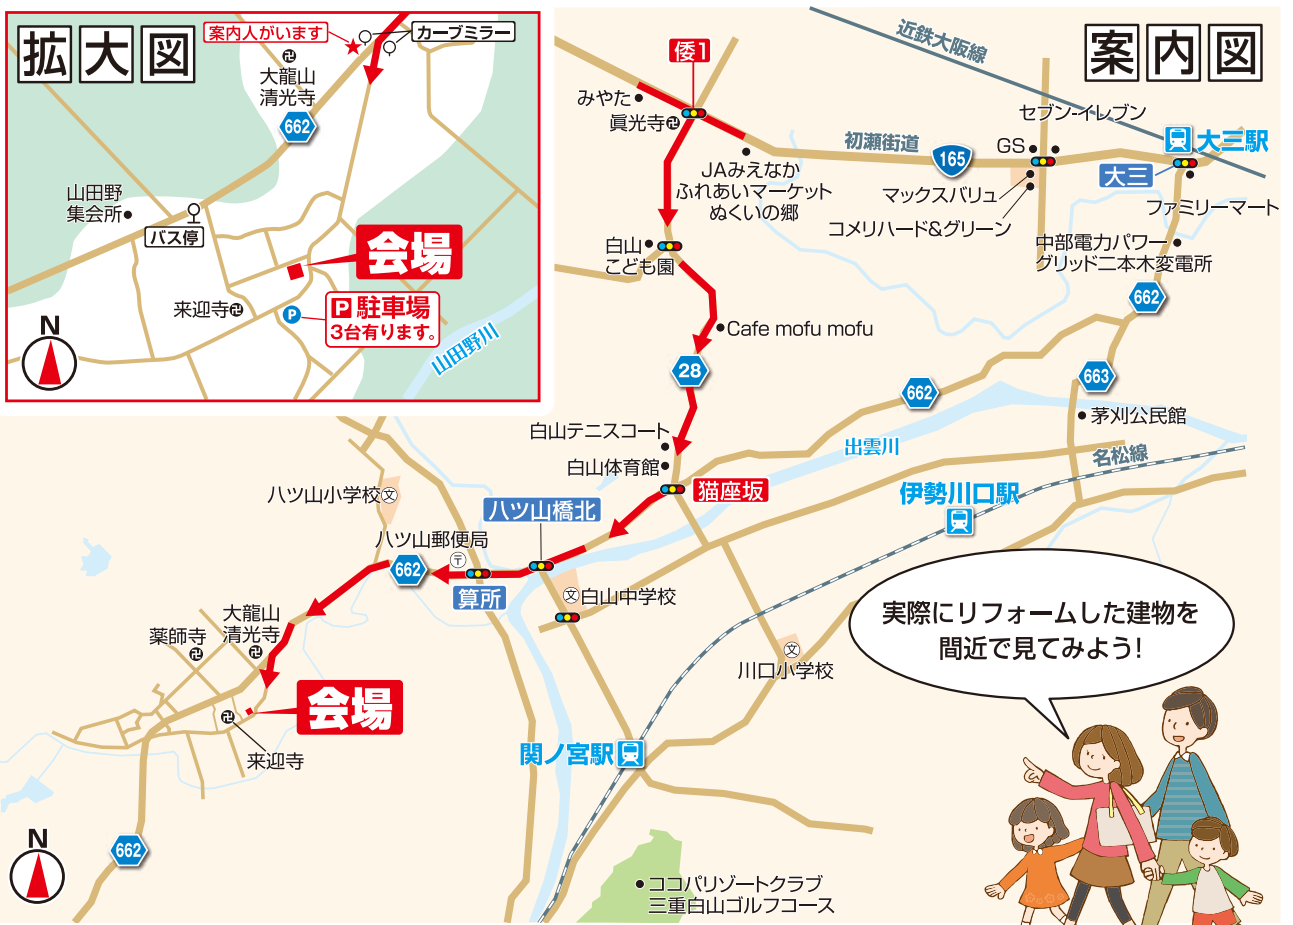 拡大図
案内人がいます
カーブミラー
卍
大龍山
清光寺
662
山田野
集会所
バス停
会場
来迎寺卍
P
P 駐車場
3台有ります。
山田野川
N
案内図
倭1
近鉄大阪線
みやた
眞光寺卍
初瀬街道
165
セブン-イレブン
GS
大三駅
大三
JAみえなか
ふれあいマーケット
ぬくいの郷
マックスバリュ
コメリハード&グリーン
ファミリーマート
中部電力パワー
グリッド二本木変電所
白山
こども園
662
Cafe mofu mofu
28
662
663
茅刈公民館
白山テニスコート
白山体育館
出雲川
名松線
猫座坂
伊勢川口駅
八ツ山小学校文
八ツ山橋北
八ツ山郵便局
〒
662
算所
文白山中学校
大龍山
清光寺
卍
薬師寺
卍
文
川口小学校
会場
卍
来迎寺
関ノ宮駅
662
N
ココパリゾートクラブ
三重白山ゴルフコース
実際にリフォームした建物を
間近で見てみよう!